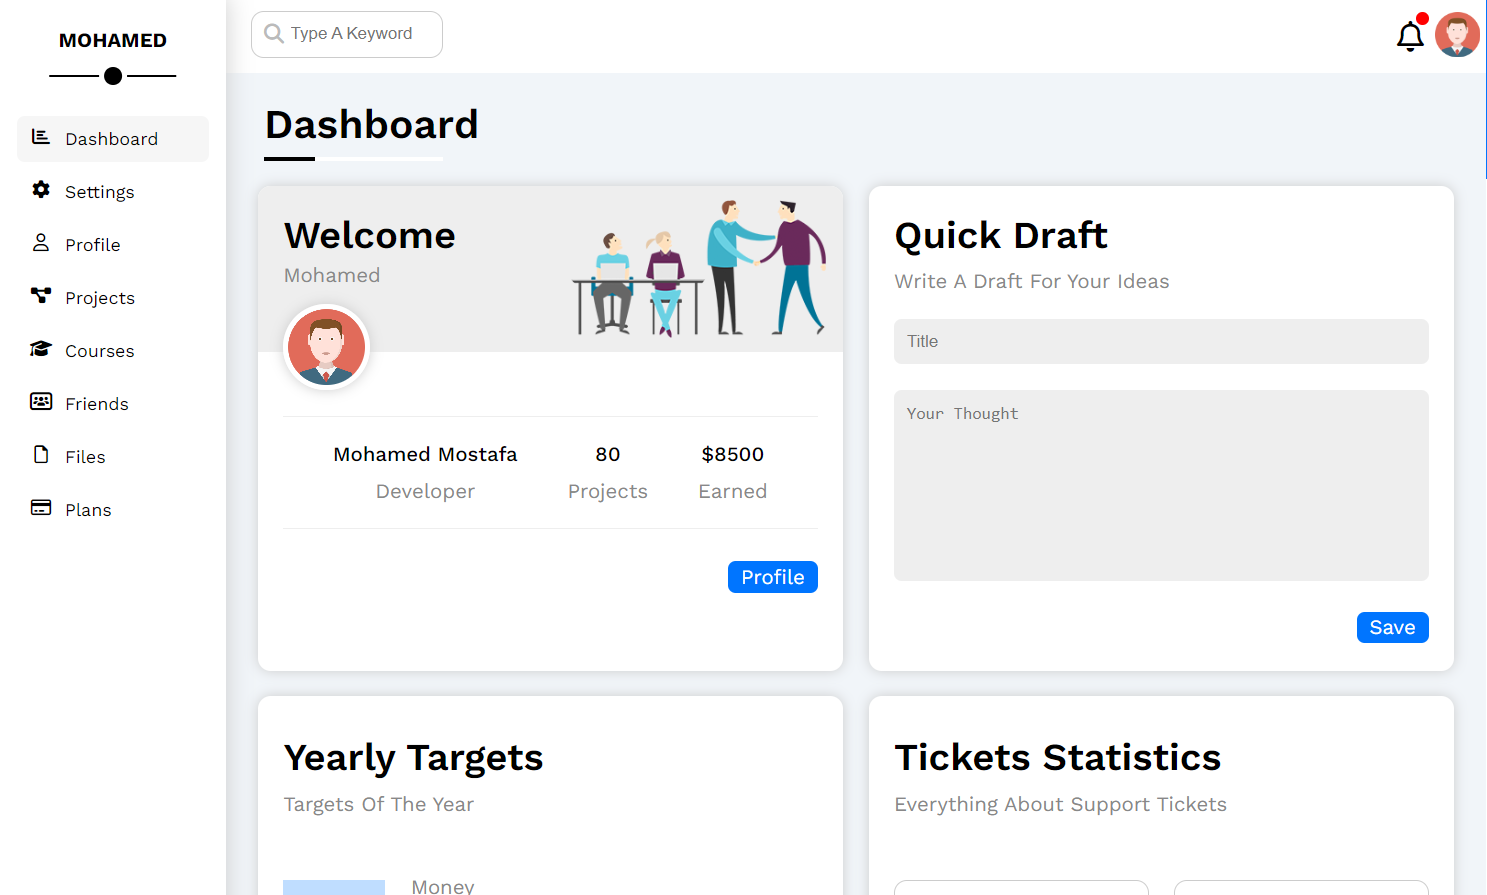 MOHAMED
Dashboard
Settings
Profile
Projects
Courses
Friends
Files
Plans
Type A Keyword
Dashboard
Welcome
Mohamed
Mohamed Mostafa
Developer
80
Projects
$8500
Earned
Profile
Quick Draft
Write A Draft For Your Ideas
Title
Your Thought
Save
Yearly Targets
Targets Of The Year
Money
Tickets Statistics
Everything About Support Tickets